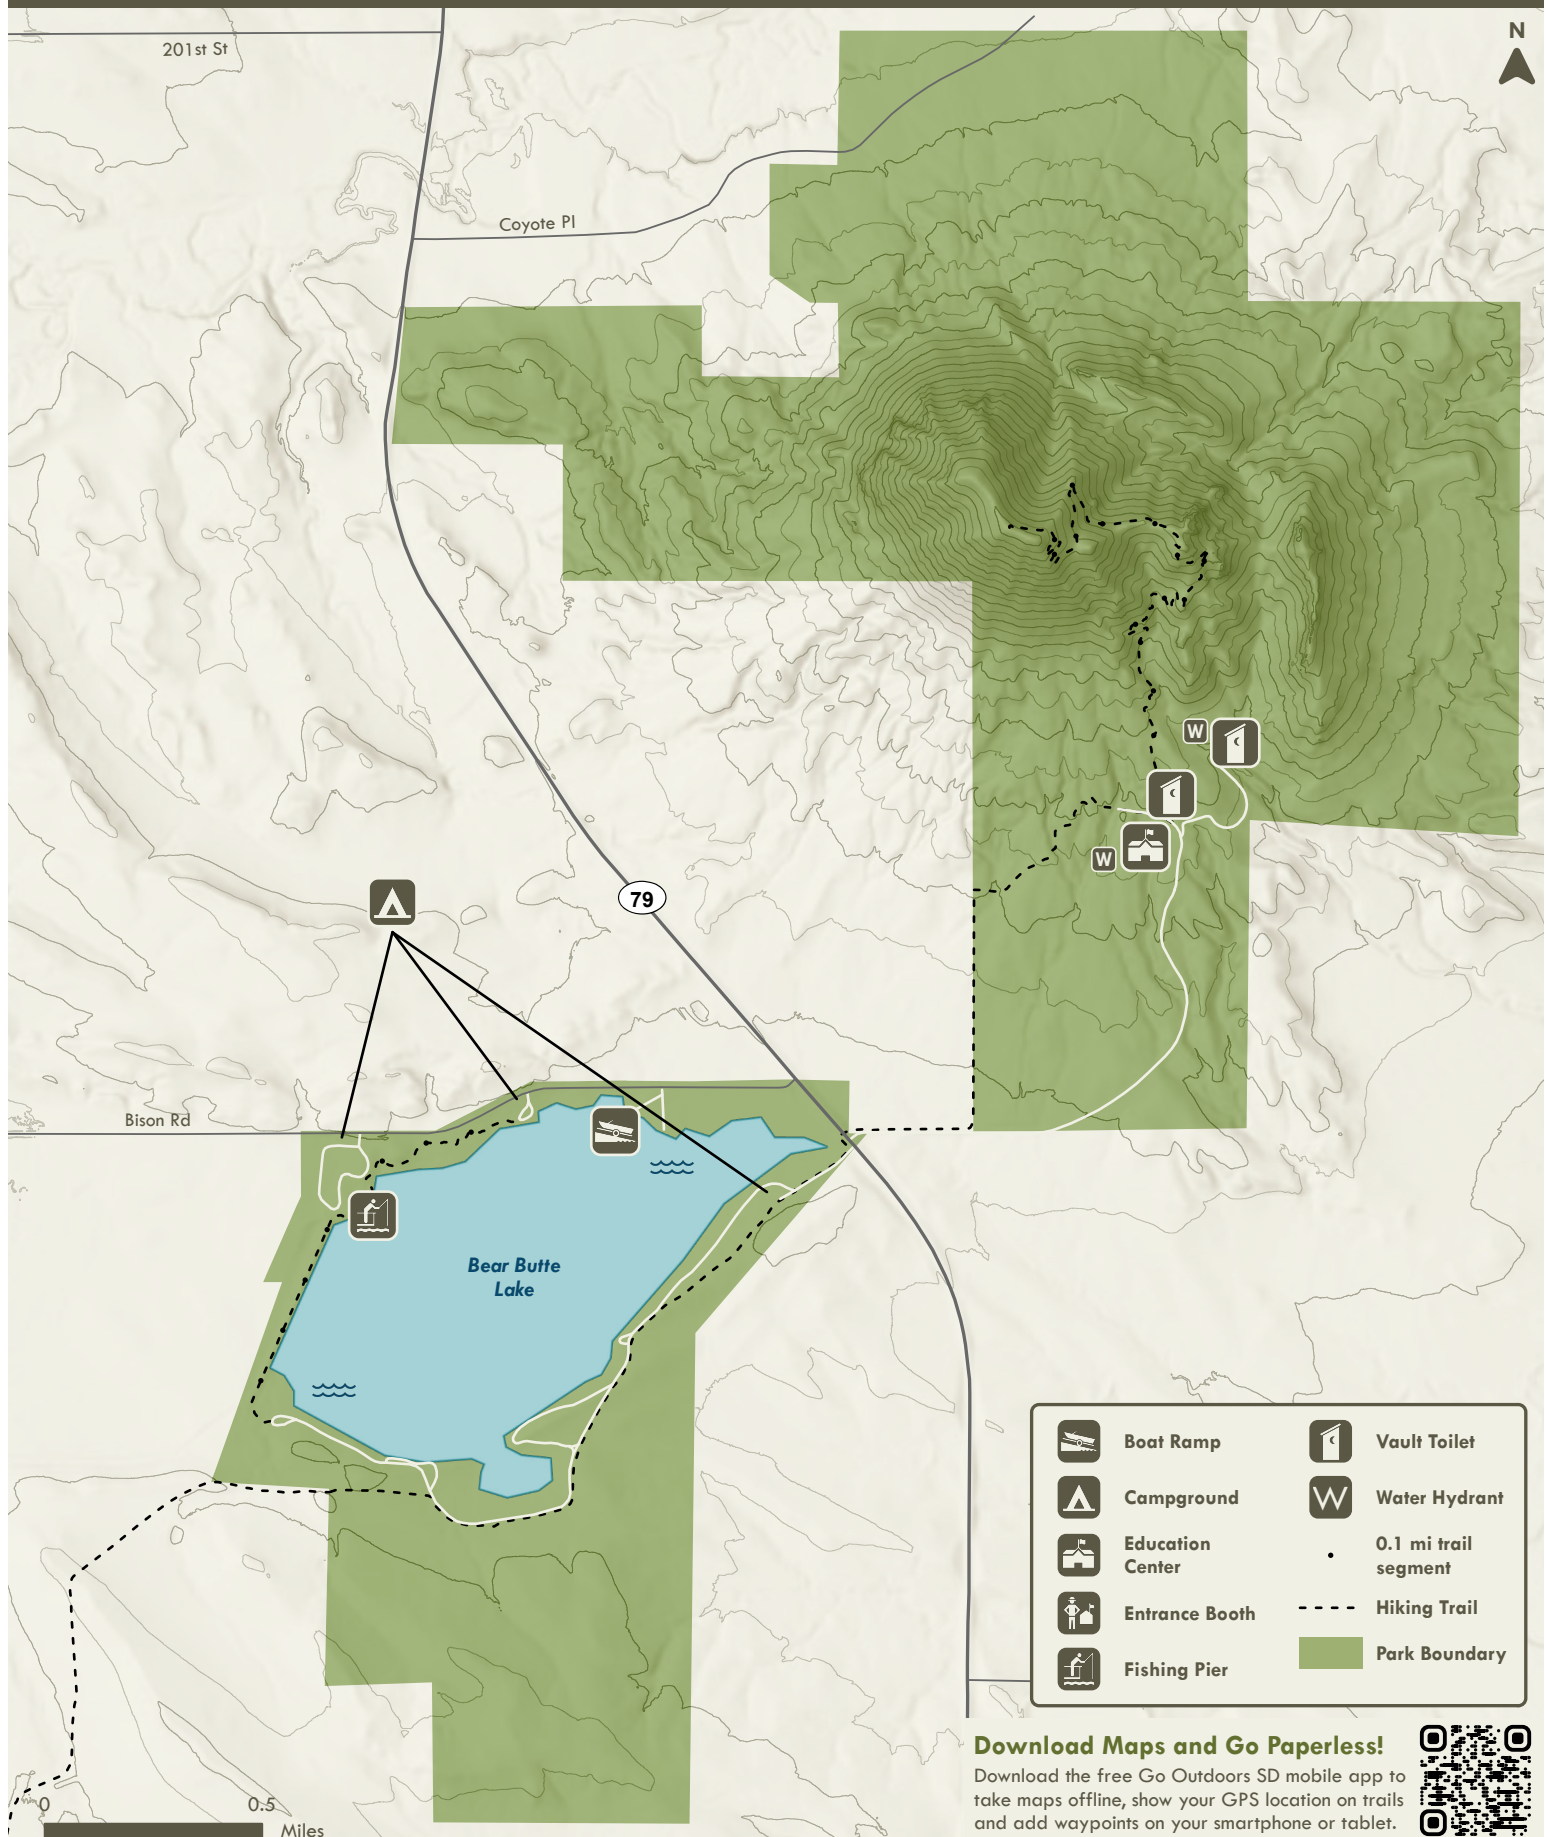 201st St
N
Coyote Pl
W
W
79
Bison Rd
Bear Butte
Lake
Boat Ramp
Campground
Education
Center
Entrance Booth
Fishing Pier
Vault Toilet
W
Water Hydrant
0.1 mi trail
segment
Hiking Trail
Park Boundary
Download Maps and Go Paperless!
Download the free Go Outdoors SD mobile app to
take maps offline, show your GPS location on trails
and add waypoints on your smartphone or tablet.
0 0.5
Miles